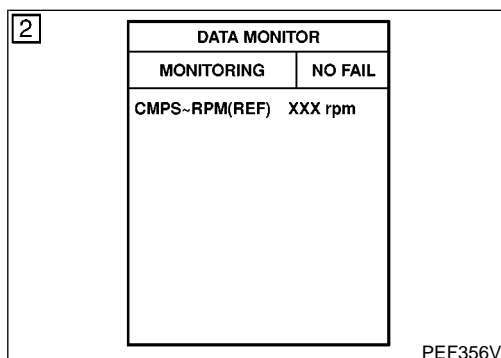 2
DATA MONITOR
MONITORING NO FAIL
CMPS~RPM(REF) XXX rpm
PEF356V